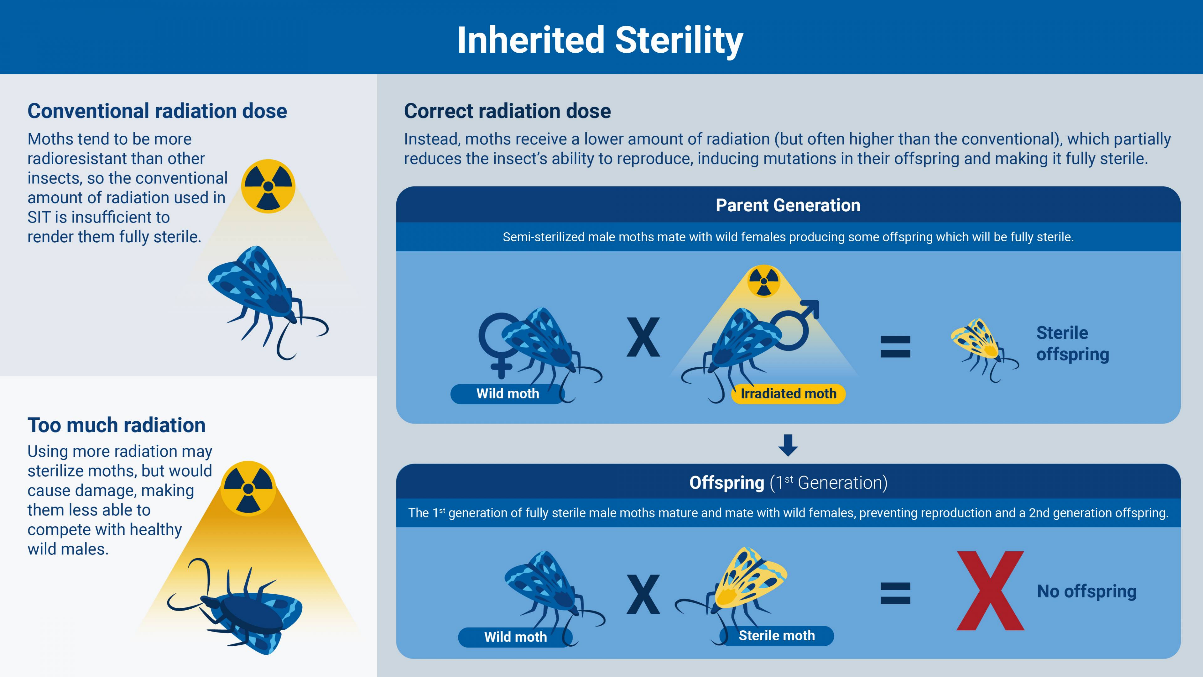 Inherited Sterility
Conventional radiation dose
Moths tend to be more
radioresistant than other
insects, so the conventional
amount of radiation used in
SIT is insufficient to
render them fully sterile.
Too much radiation
Using more radiation may
sterilize moths, but would
cause damage, making
them less able to
compete with healthy
wild males.
Correct radiation dose
Instead, moths receive a lower amount of radiation (but often higher than the conventional), which partially
reduces the insect's ability to reproduce, inducing mutations in their offspring and making it fully sterile.
Parent Generation
Semi-sterilized male moths mate with wild females producing some offspring which will be fully sterile.
X
=
Sterile
offspring
Wild moth
Irradiated moth
Offspring (1st Generation)
The 1st generation of fully sterile male moths mature and mate with wild females, preventing reproduction and a 2nd generation offspring.
X
=
X
No offspring
Wild moth
Sterile moth